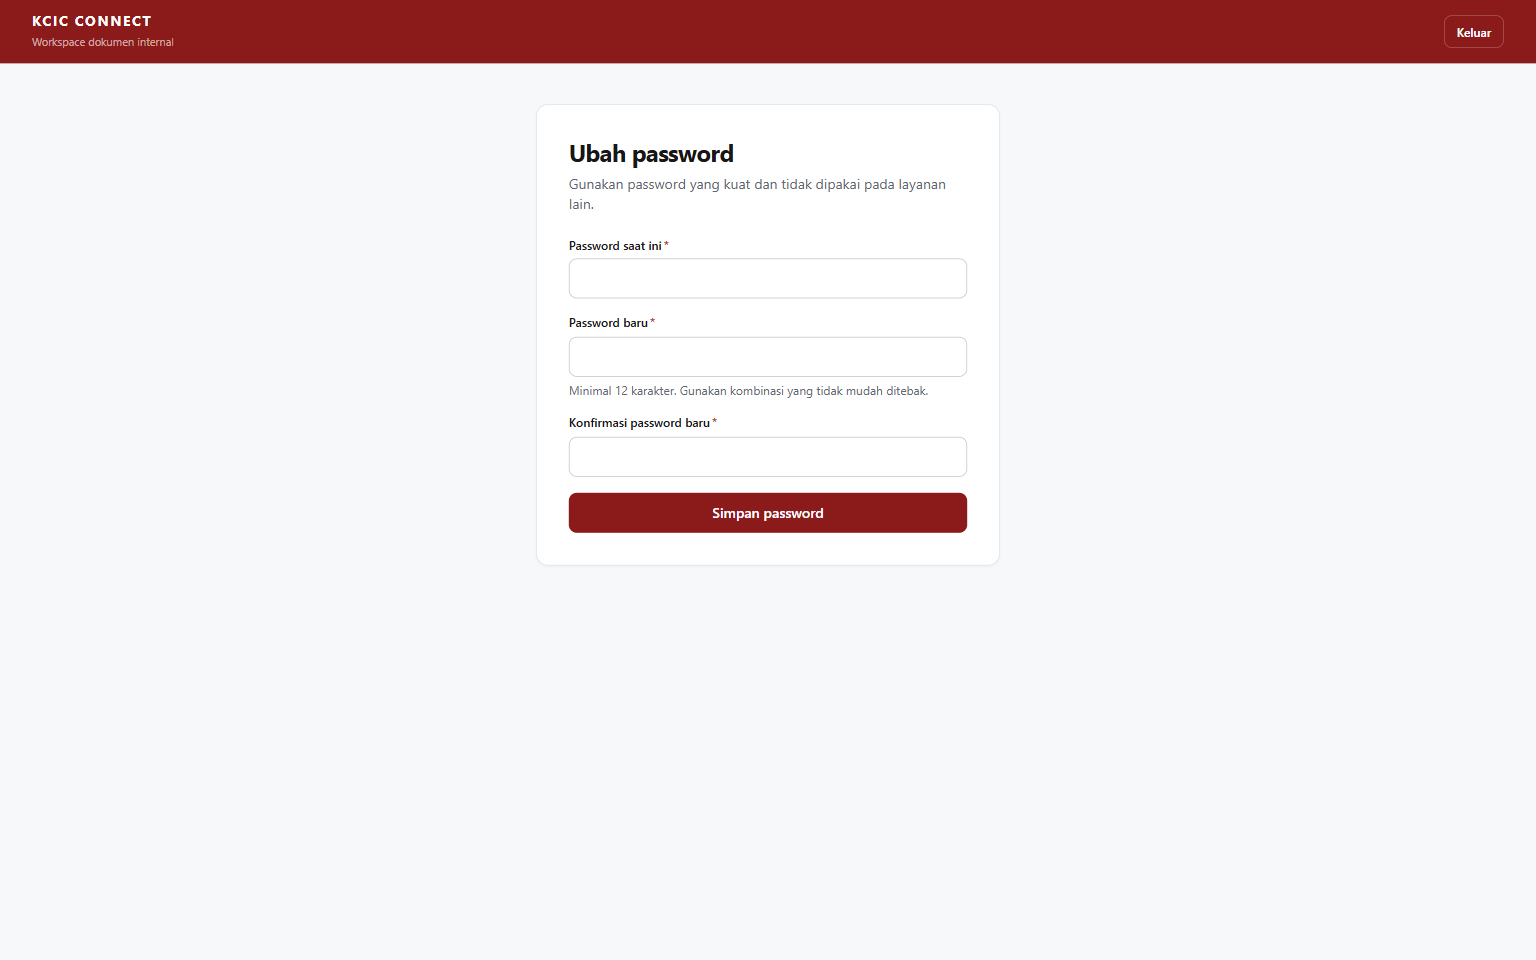 KCIC CONNECT
Workspace dokumen internal
Keluar
Ubah password
Gunakan password yang kuat dan tidak dipakai pada layanan
lain.
Password saat ini *
Password baru *
Minimal 12 karakter. Gunakan kombinasi yang tidak mudah ditebak.
Konfirmasi password baru *
Simpan password